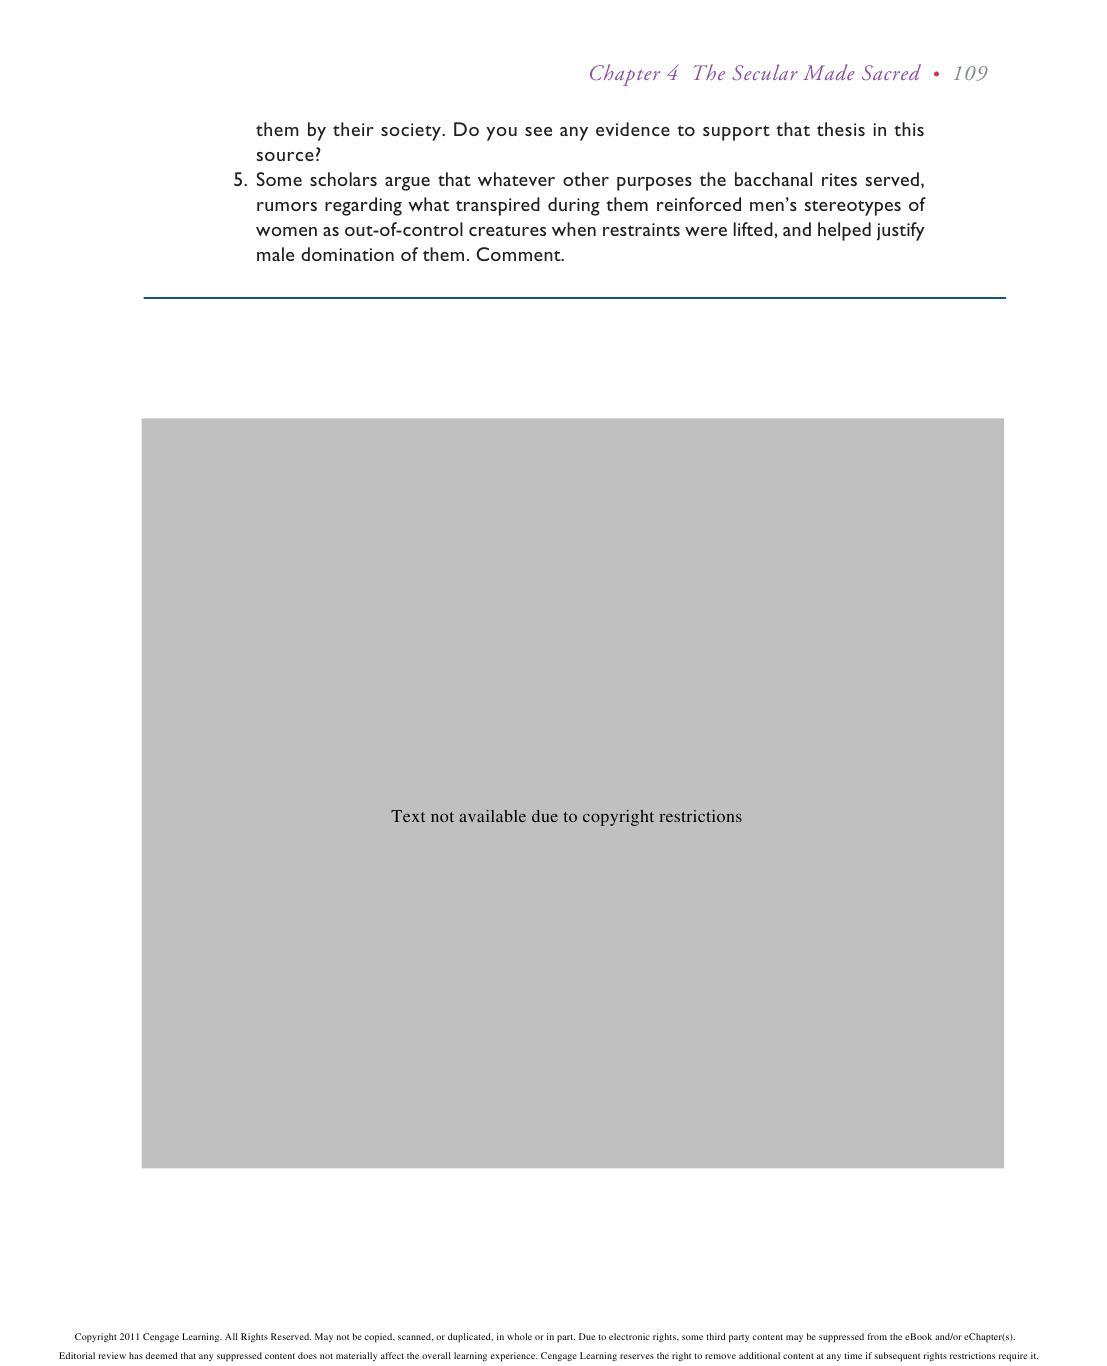 Chapter 4 The Secular Made Sacred • 109
them by their society. Do you see any evidence to support that thesis in this
source?
5. Some scholars argue that whatever other purposes the bacchanal rites served,
rumors regarding what transpired during them reinforced men’s stereotypes of
women as out-of-control creatures when restraints were lifted, and helped justify
male domination of them. Comment.
Text not available due to copyright restrictions
Copyright 2011 Cengage Learning. All Rights Reserved. May not be copied, scanned, or duplicated, in whole or in part. Due to electronic rights, some third party content may be suppressed from the eBook and/or eChapter(s).
Editorial review has deemed that any suppressed content does not materially affect the overall learning experience. Cengage Learning reserves the right to remove additional content at any time if subsequent rights restrictions require it.